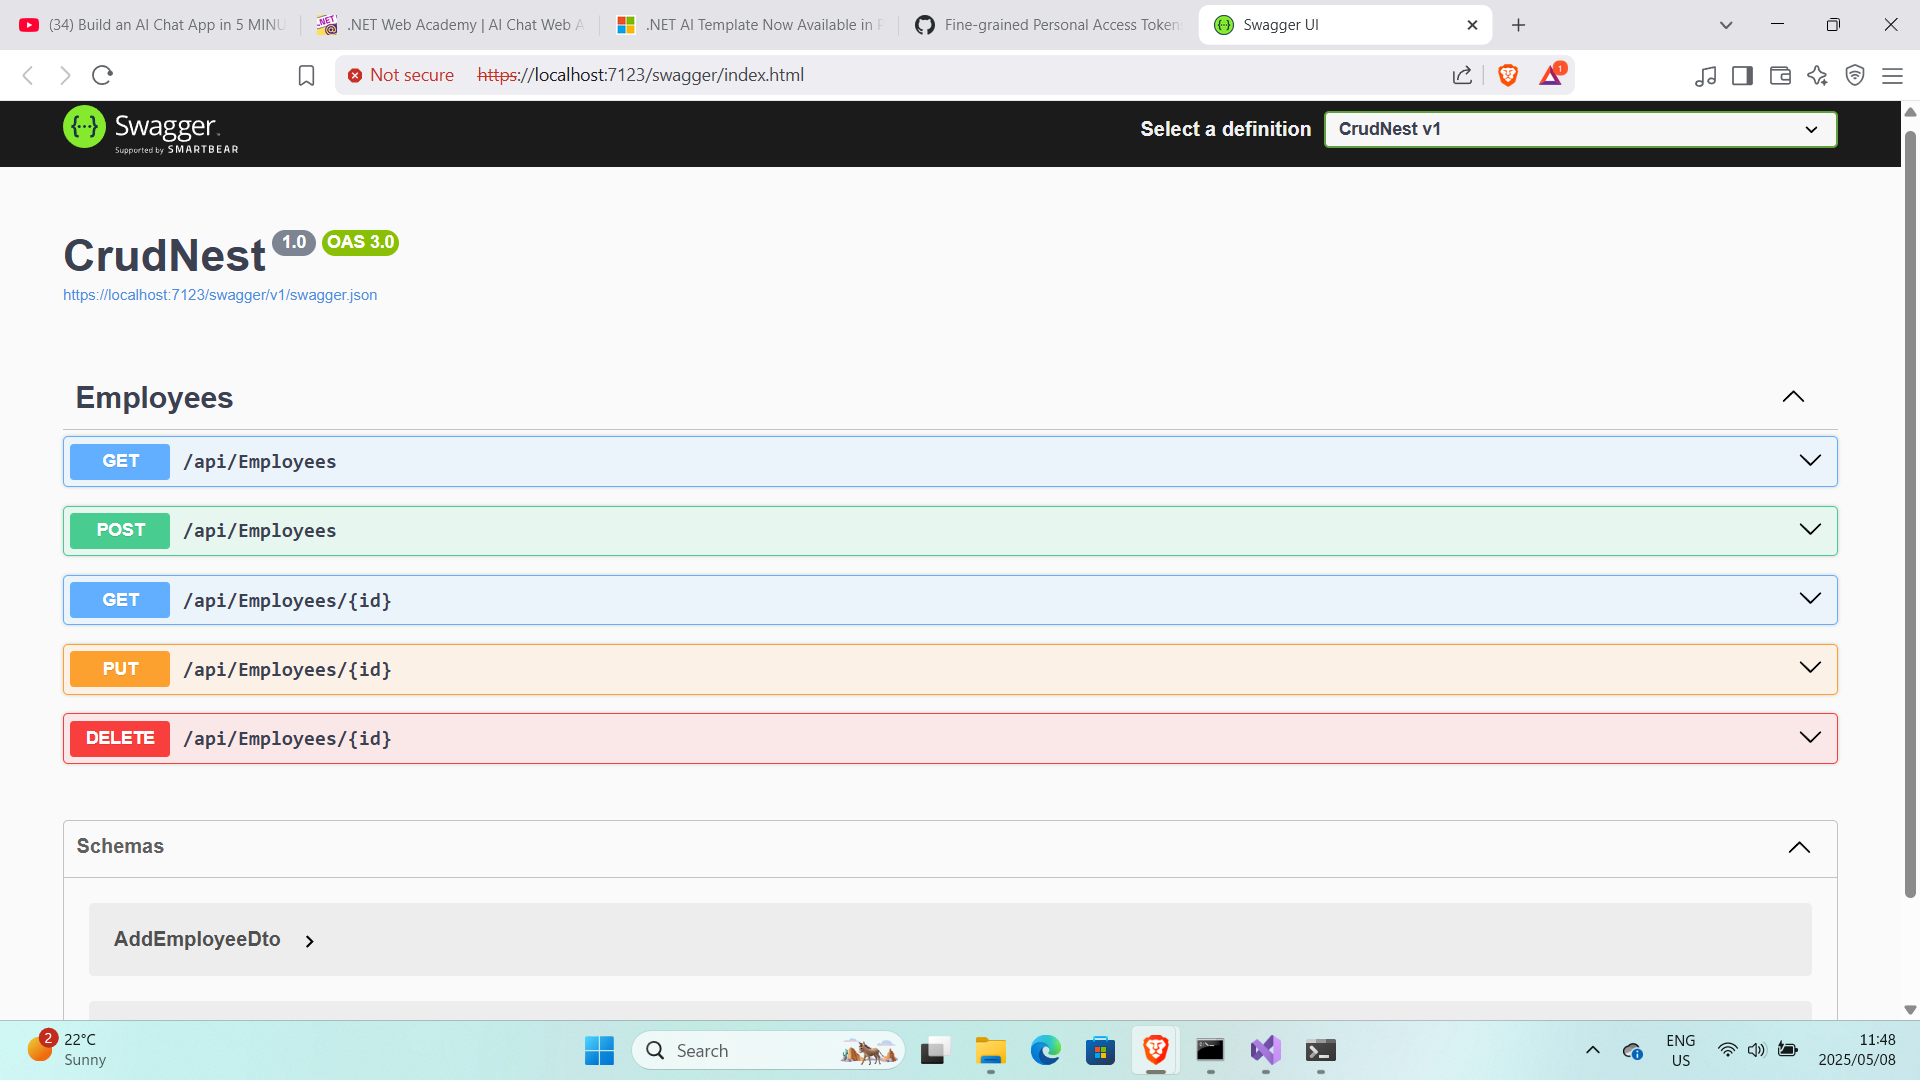 (34) Build an AI Chat App in 5 MINU
.NET Web Academy | AI Chat Web A
.NET AI Template Now Available in P
Fine-grained Personal Access Token
Swagger UI
Not secure https://localhost:7123/swagger/index.html
1
Swagger.
Supported by SMARTBEAR
Select a definition
CrudNest v1
CrudNest 1.0 OAS 3.0
https://localhost:7123/swagger/v1/swagger.json
Employees
GET /api/Employees
POST /api/Employees
GET /api/Employees/{id}
PUT /api/Employees/{id}
DELETE /api/Employees/{id}
Schemas
AddEmployeeDto
2
22°C
Sunny
Search
ENG
US
11:48
2025/05/08